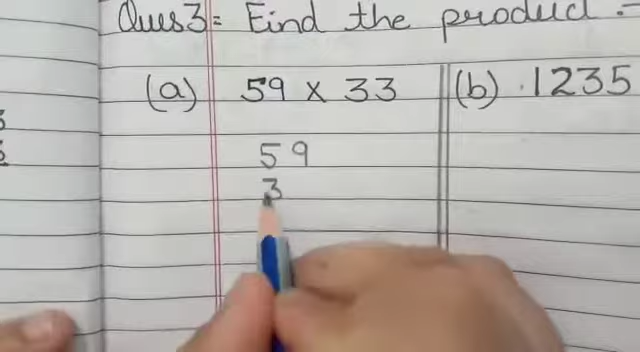 Ques3= Find the product :-
(a) 59 x 33 (b) 1235
59
3